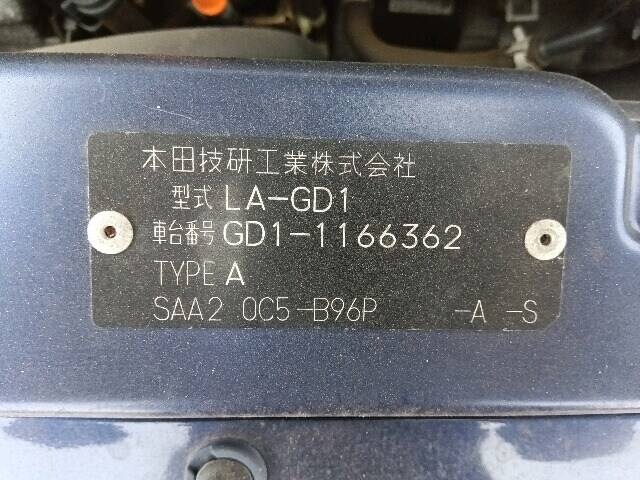 本田技研工業株式会社
型式 LA-GD1
車台番号 GD1-1166362
TYPE A
SAA2 0C5-B96P -A -S